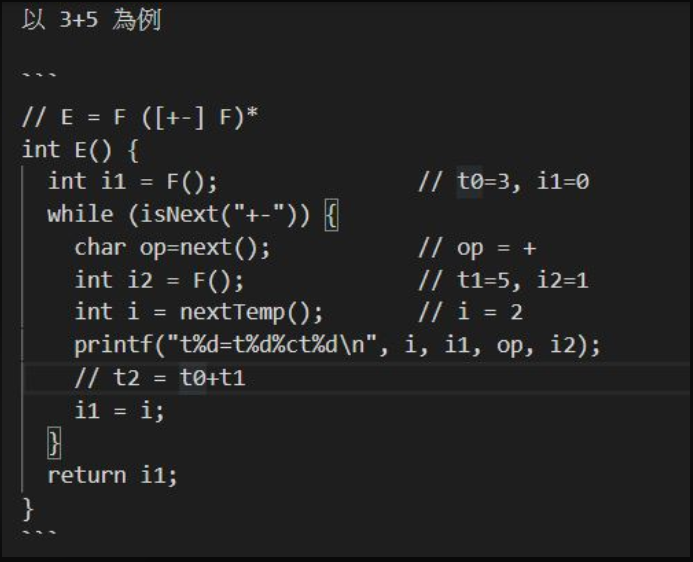 以 3+5 為例
```
// E = F ([+-] F)*
int E() {
  int i1 = F();               // t0=3, i1=0
  while (isNext("+-")) {
    char op=next();           // op = +
    int i2 = F();             // t1=5, i2=1
    int i = nextTemp();       // i = 2
    printf("t%d=t%d%ct%d\n", i, i1, op, i2);
    // t2 = t0+t1
    i1 = i;
  }
  return i1;
}
```